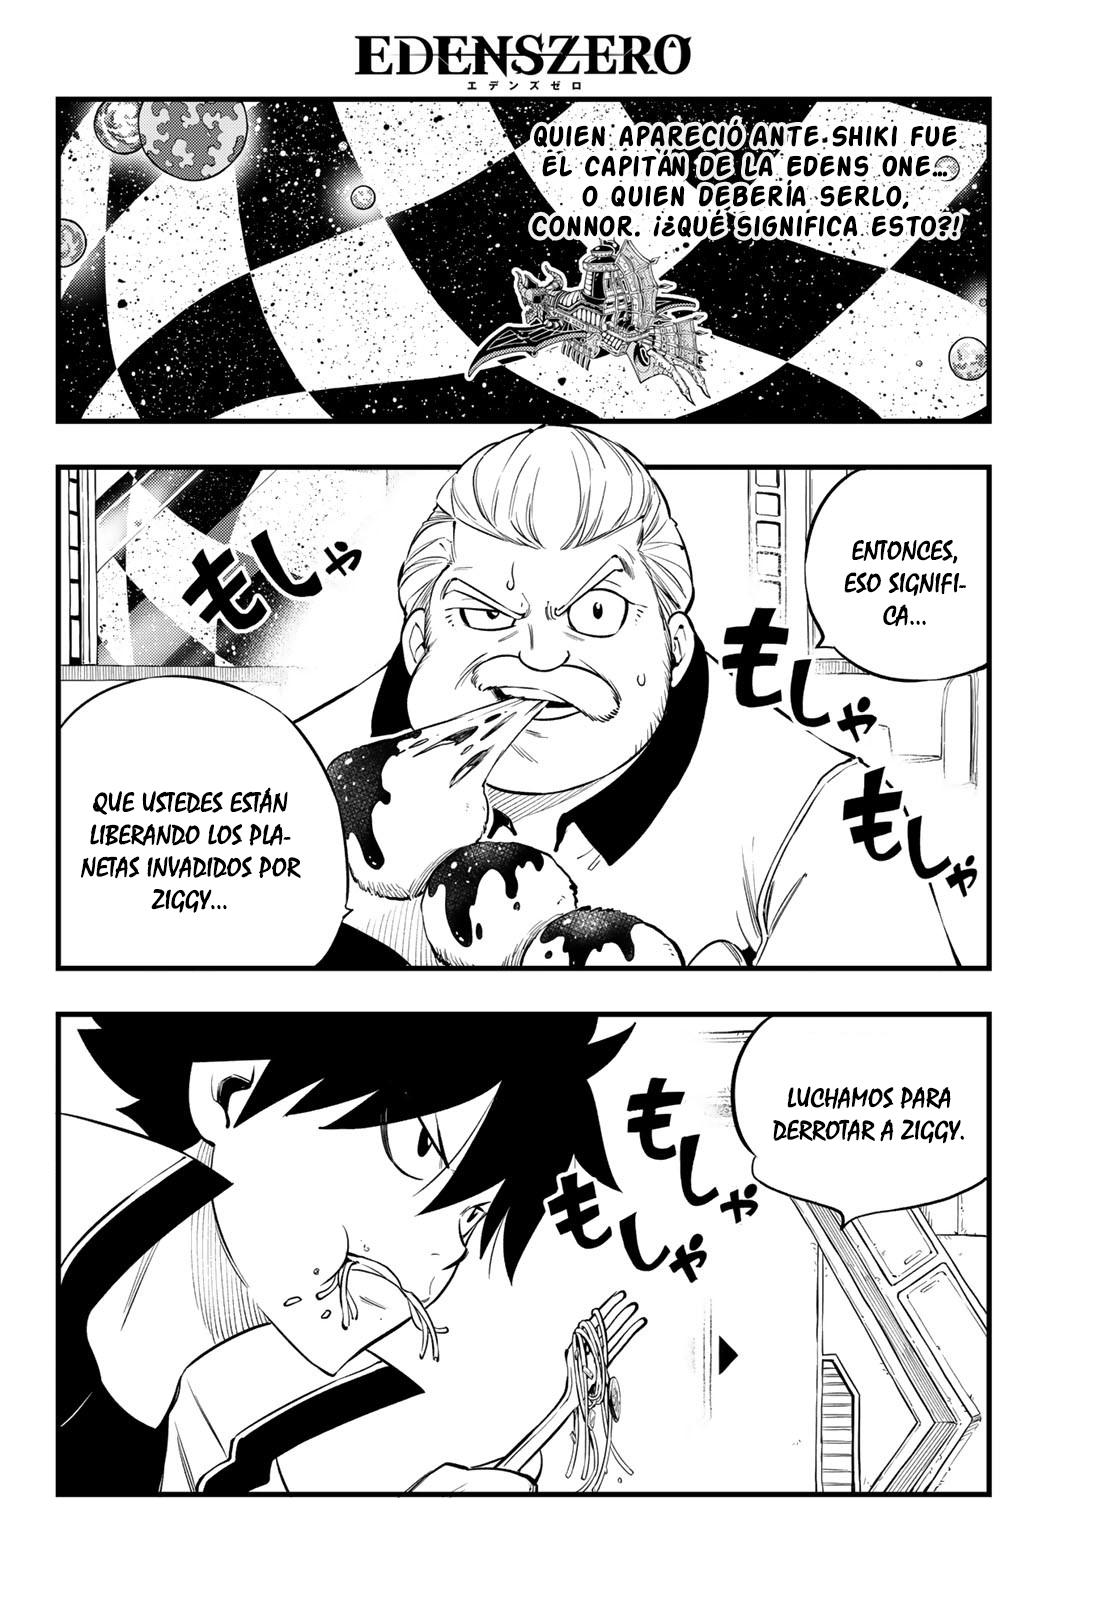 EDENSZERO
エデンズゼロ
QUIEN APARECIÓ ANTE SHIKI FUE
EL CAPITÁN DE LA EDENS ONE...
O QUIEN DEBERÍA SERLO,
CONNOR. ¡¿QUÉ SIGNIFICA ESTO?!
ENTONCES,
ESO SIGNIFI-
CA...
もしゃ
もしゃ
もしゃ
QUE USTEDES ESTÁN
LIBERANDO LOS PLA-
NETAS INVADIDOS POR
ZIGGY...
LUCHAMOS PARA
DERROTAR A ZIGGY.
もしゃ
もしゃ